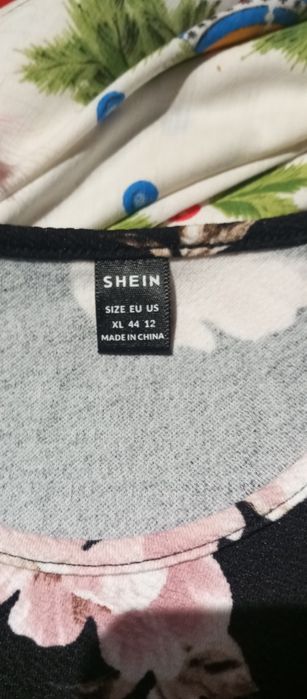 SHEIN
SIZE EU US
XL 44 12
MADE IN CHINA